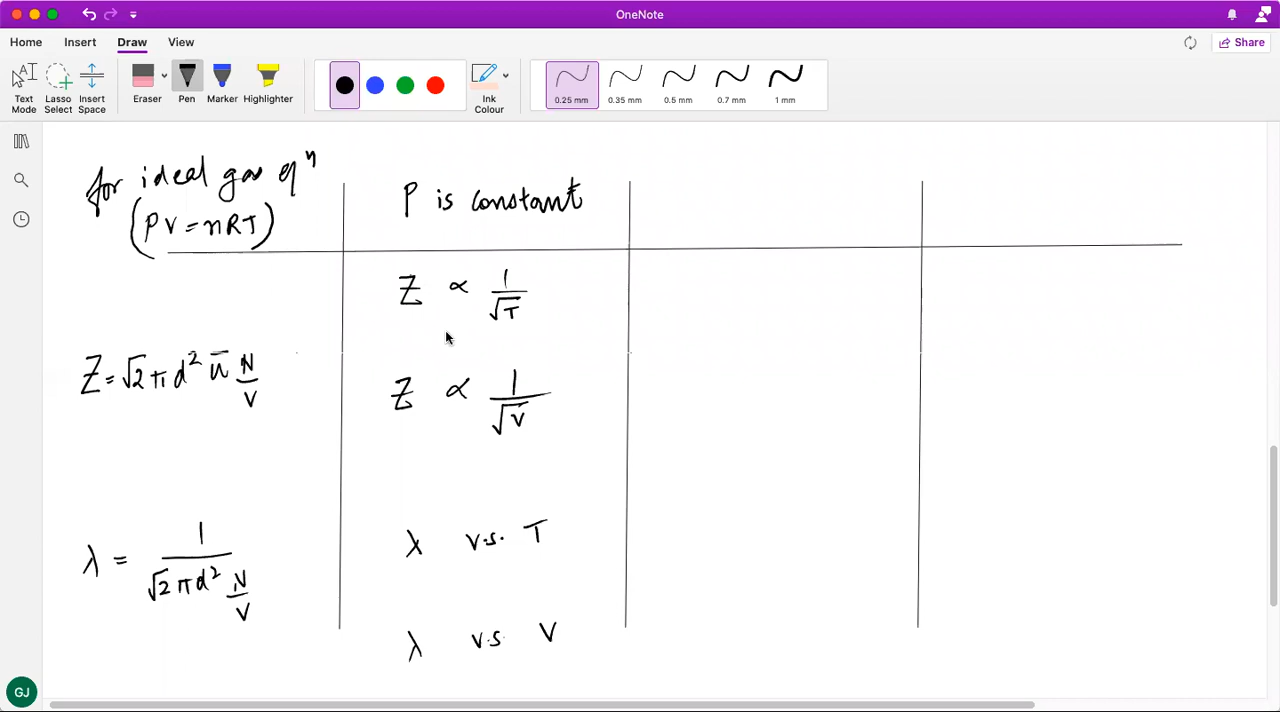 OneNote
Home Insert Draw View
Share
Text Mode
Lasso Select
Insert Space
Eraser
Pen
Marker
Highlighter
Ink Colour
0.25 mm 0.35 mm 0.5 mm 0.7 mm 1 mm
for ideal gas eqⁿ
(PV = nRT)
P is constant
Z ∝ 1/√T
Z = √2 π d² ū N/V
Z ∝ 1/√V
λ = 1/(√2 π d² N/V)
λ v.s. T
λ v.s. V
GJ